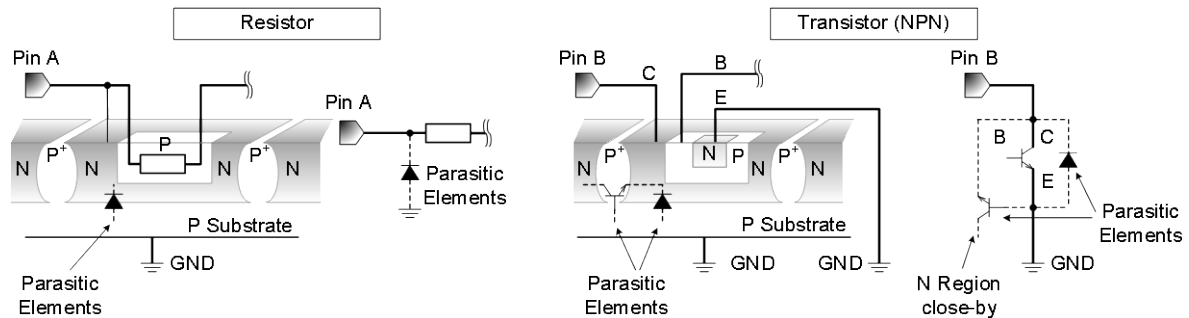 Resistor
Transistor (NPN)
Pin A
Pin A
P
N
P+
N
N
P+
N
Parasitic
Elements
P Substrate
GND
Parasitic
Elements
Pin B
C
B
E
N
P+
N
N
P
P+
N
N
P Substrate
GND
GND
Parasitic
Elements
Pin B
B
C
E
Parasitic
Elements
GND
N Region
close-by